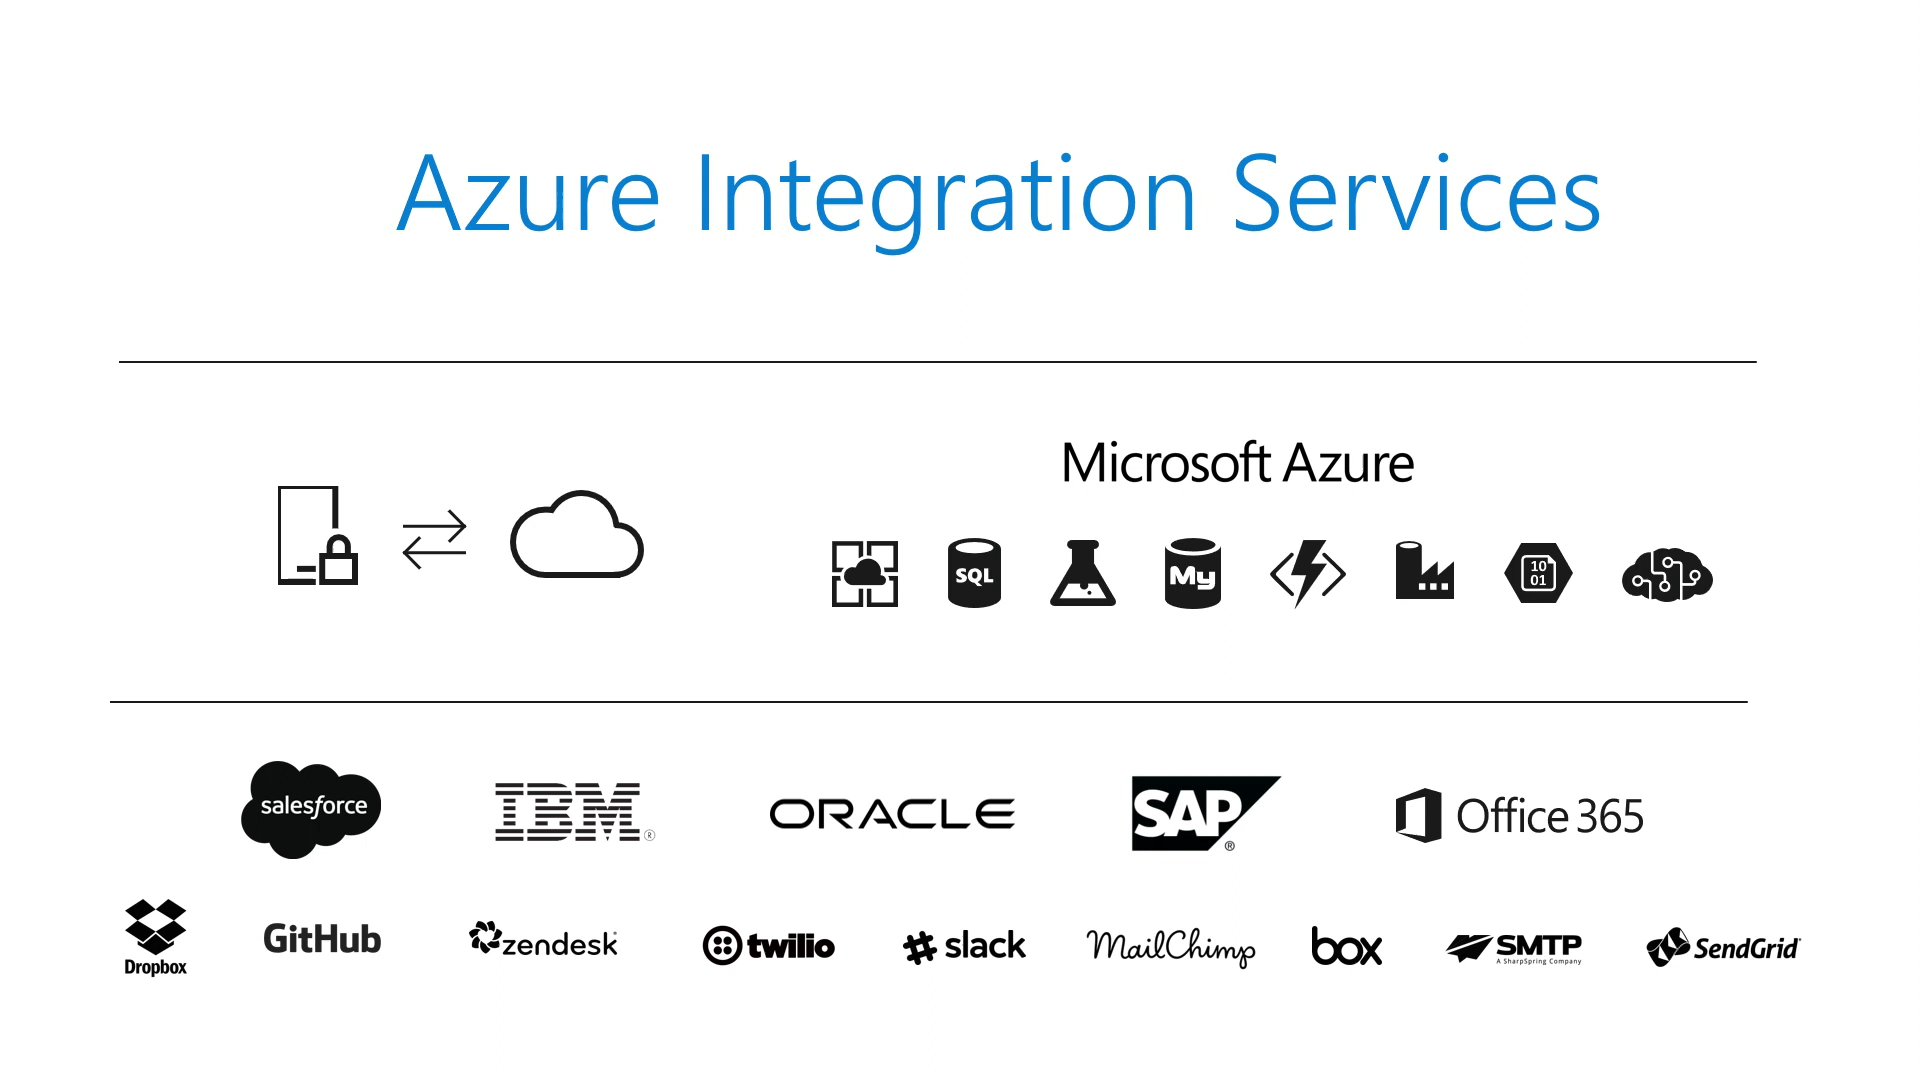 Azure Integration Services
Microsoft Azure
SQL
My
10
01
salesforce
IBM®
ORACLE
SAP®
Office 365
Dropbox
GitHub
zendesk
twilio
slack
MailChimp
box
SMTP
A SharpSpring Company
SendGrid